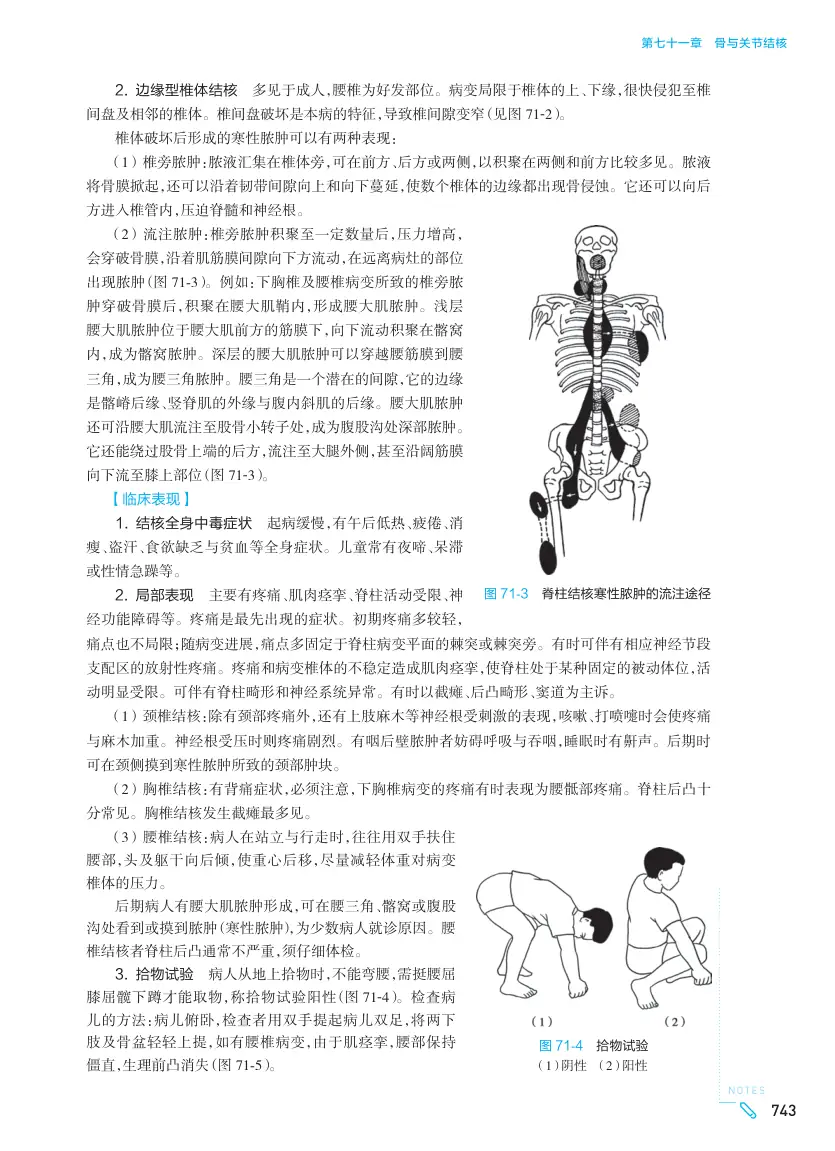 第七十一章 骨与关节结核
2. 边缘型椎体结核 多见于成人,腰椎为好发部位。病变局限于椎体的上、下缘,很快侵犯至椎
间盘及相邻的椎体。椎间盘破坏是本病的特征,导致椎间隙变窄(见图 71-2)。
椎体破坏后形成的寒性脓肿可以有两种表现:
(1)椎旁脓肿:脓液汇集在椎体旁,可在前方、后方或两侧,以积聚在两侧和前方比较多见。脓液
将骨膜掀起,还可以沿着韧带间隙向上和向下蔓延,使数个椎体的边缘都出现骨侵蚀。它还可以向后
方进入椎管内,压迫脊髓和神经根。
(2)流注脓肿:椎旁脓肿积聚至一定数量后,压力增高,
会穿破骨膜,沿着肌筋膜间隙向下方流动,在远离病灶的部位
出现脓肿(图 71-3)。例如:下胸椎及腰椎病变所致的椎旁脓
肿穿破骨膜后,积聚在腰大肌鞘内,形成腰大肌脓肿。浅层
腰大肌脓肿位于腰大肌前方的筋膜下,向下流动积聚在髂窝
内,成为髂窝脓肿。深层的腰大肌脓肿可以穿越腰筋膜到腰
三角,成为腰三角脓肿。腰三角是一个潜在的间隙,它的边缘
是髂嵴后缘、竖脊肌的外缘与腹内斜肌的后缘。腰大肌脓肿
还可沿腰大肌流注至股骨小转子处,成为腹股沟处深部脓肿。
它还能绕过股骨上端的后方,流注至大腿外侧,甚至沿阔筋膜
向下流至膝上部位(图 71-3)。
【临床表现】
1. 结核全身中毒症状 起病缓慢,有午后低热、疲倦、消
瘦、盗汗、食欲缺乏与贫血等全身症状。儿童常有夜啼、呆滞
或性情急躁等。
2. 局部表现 主要有疼痛、肌肉痉挛、脊柱活动受限、神
经功能障碍等。疼痛是最先出现的症状。初期疼痛多较轻,
图 71-3 脊柱结核寒性脓肿的流注途径
痛点也不局限;随病变进展,痛点多固定于脊柱病变平面的棘突或棘突旁。有时可伴有相应神经节段
支配区的放射性疼痛。疼痛和病变椎体的不稳定造成肌肉痉挛,使脊柱处于某种固定的被动体位,活
动明显受限。可伴有脊柱畸形和神经系统异常。有时以截瘫、后凸畸形、窦道为主诉。
(1)颈椎结核:除有颈部疼痛外,还有上肢麻木等神经根受刺激的表现,咳嗽、打喷嚏时会使疼痛
与麻木加重。神经根受压时则疼痛剧烈。有咽后壁脓肿者妨碍呼吸与吞咽,睡眠时有鼾声。后期时
可在颈侧摸到寒性脓肿所致的颈部肿块。
(2)胸椎结核:有背痛症状,必须注意,下胸椎病变的疼痛有时表现为腰骶部疼痛。脊柱后凸十
分常见。胸椎结核发生截瘫最多见。
(3)腰椎结核:病人在站立与行走时,往往用双手扶住
腰部,头及躯干向后倾,使重心后移,尽量减轻体重对病变
椎体的压力。
后期病人有腰大肌脓肿形成,可在腰三角、髂窝或腹股
沟处看到或摸到脓肿(寒性脓肿),为少数病人就诊原因。腰
椎结核者脊柱后凸通常不严重,须仔细体检。
3. 拾物试验 病人从地上拾物时,不能弯腰,需挺腰屈
膝屈髋下蹲才能取物,称拾物试验阳性(图 71-4)。检查病
儿的方法:病儿俯卧,检查者用双手提起病儿双足,将两下
肢及骨盆轻轻上提,如有腰椎病变,由于肌痉挛,腰部保持
僵直,生理前凸消失(图 71-5)。
(1) (2)
图 71-4 拾物试验
(1)阴性 (2)阳性
NOTES
743